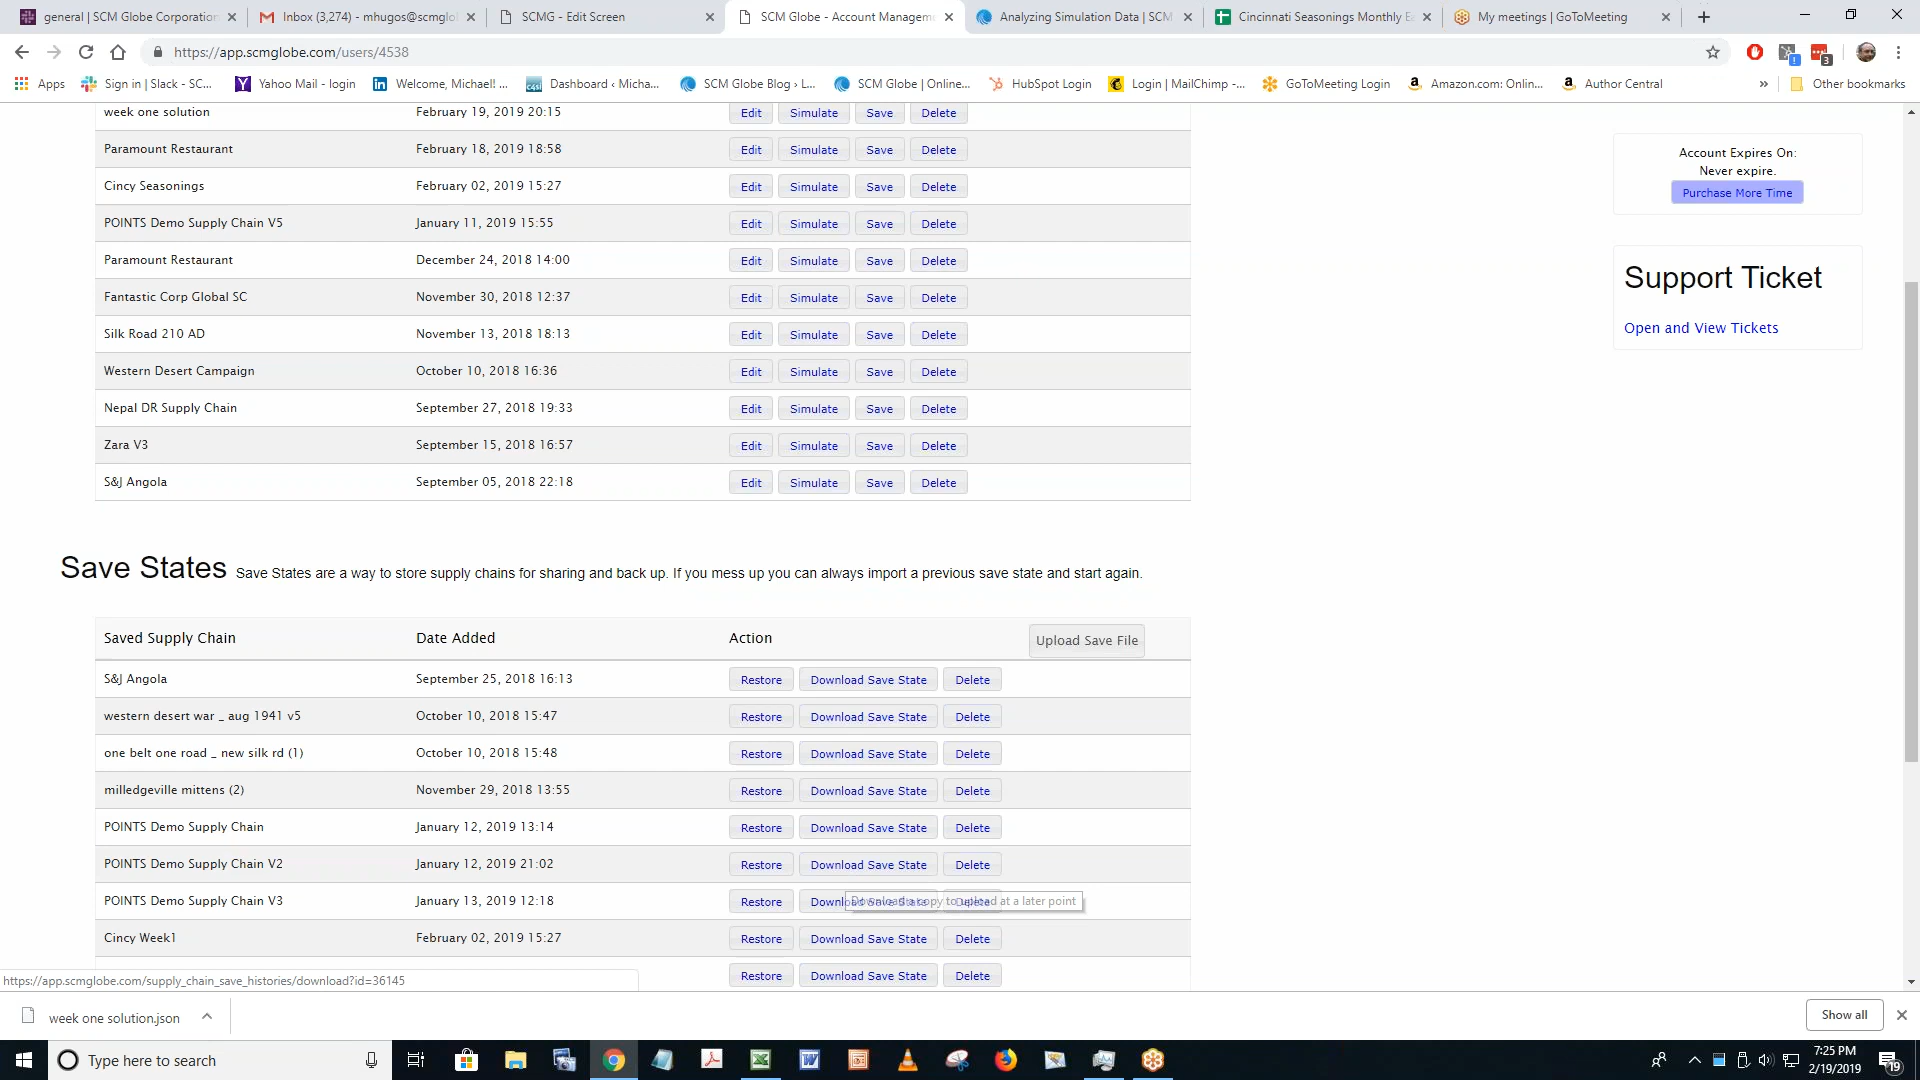 general | SCM Globe Corporation
Inbox (3,274) - mhugos@scmglo
SCMG - Edit Screen
SCM Globe - Account Managem
Analyzing Simulation Data | SCM
Cincinnati Seasonings Monthly E
My meetings | GoToMeeting
https://app.scmglobe.com/users/4538
Apps
Sign in | Slack - SC...
Yahoo Mail - login
Welcome, Michael! ...
Dashboard ‹ Micha...
SCM Globe Blog › L...
SCM Globe | Online...
HubSpot Login
Login | MailChimp -...
GoToMeeting Login
Amazon.com: Onlin...
Author Central
Other bookmarks
week one solution February 19, 2019 20:15 Edit Simulate Save Delete
Paramount Restaurant February 18, 2019 18:58 Edit Simulate Save Delete
Cincy Seasonings February 02, 2019 15:27 Edit Simulate Save Delete
POINTS Demo Supply Chain V5 January 11, 2019 15:55 Edit Simulate Save Delete
Paramount Restaurant December 24, 2018 14:00 Edit Simulate Save Delete
Fantastic Corp Global SC November 30, 2018 12:37 Edit Simulate Save Delete
Silk Road 210 AD November 13, 2018 18:13 Edit Simulate Save Delete
Western Desert Campaign October 10, 2018 16:36 Edit Simulate Save Delete
Nepal DR Supply Chain September 27, 2018 19:33 Edit Simulate Save Delete
Zara V3 September 15, 2018 16:57 Edit Simulate Save Delete
S&J Angola September 05, 2018 22:18 Edit Simulate Save Delete
Account Expires On:
Never expire.
Purchase More Time
Support Ticket
Open and View Tickets
Save States Save States are a way to store supply chains for sharing and back up. If you mess up you can always import a previous save state and start again.
Saved Supply Chain Date Added Action Upload Save File
S&J Angola September 25, 2018 16:13 Restore Download Save State Delete
western desert war _ aug 1941 v5 October 10, 2018 15:47 Restore Download Save State Delete
one belt one road _ new silk rd (1) October 10, 2018 15:48 Restore Download Save State Delete
milledgeville mittens (2) November 29, 2018 13:55 Restore Download Save State Delete
POINTS Demo Supply Chain January 12, 2019 13:14 Restore Download Save State Delete
POINTS Demo Supply Chain V2 January 12, 2019 21:02 Restore Download Save State Delete
POINTS Demo Supply Chain V3 January 13, 2019 12:18 Restore Download Save State Delete
Download a copy to upload at a later point
Cincy Week1 February 02, 2019 15:27 Restore Download Save State Delete
Restore Download Save State Delete
https://app.scmglobe.com/supply_chain_save_histories/download?id=36145
week one solution.json
Show all
Type here to search
7:25 PM
2/19/2019
19